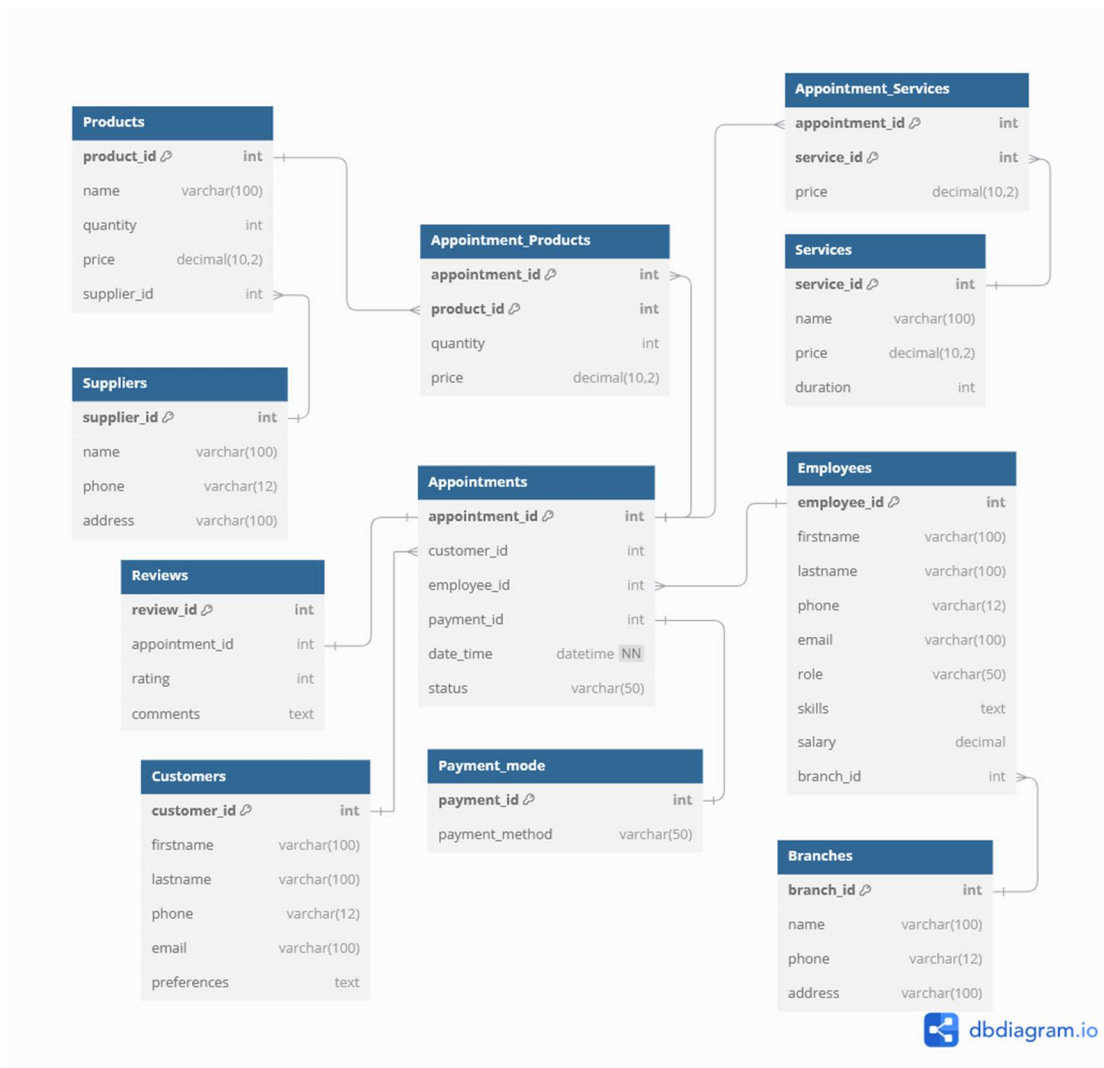 Products
product_id int
name varchar(100)
quantity int
price decimal(10,2)
supplier_id int
Suppliers
supplier_id int
name varchar(100)
phone varchar(12)
address varchar(100)
Reviews
review_id int
appointment_id int
rating int
comments text
Customers
customer_id int
firstname varchar(100)
lastname varchar(100)
phone varchar(12)
email varchar(100)
preferences text
Appointment_Products
appointment_id int
product_id int
quantity int
price decimal(10,2)
Appointments
appointment_id int
customer_id int
employee_id int
payment_id int
date_time datetime NN
status varchar(50)
Payment_mode
payment_id int
payment_method varchar(50)
Appointment_Services
appointment_id int
service_id int
price decimal(10,2)
Services
service_id int
name varchar(100)
price decimal(10,2)
duration int
Employees
employee_id int
firstname varchar(100)
lastname varchar(100)
phone varchar(12)
email varchar(100)
role varchar(50)
skills text
salary decimal
branch_id int
Branches
branch_id int
name varchar(100)
phone varchar(12)
address varchar(100)
dbdiagram.io